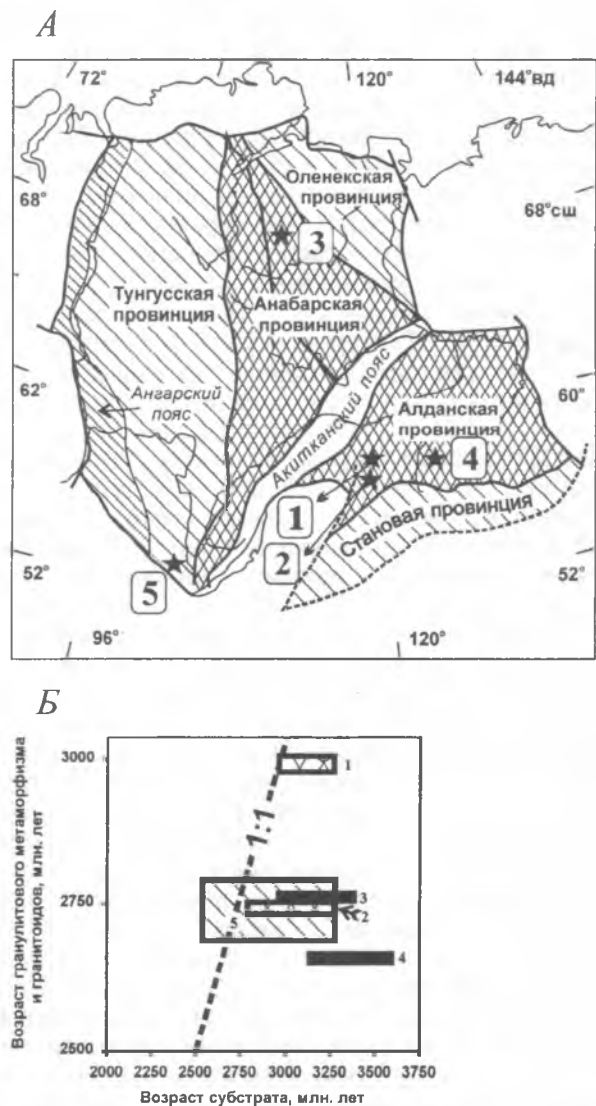 А
72°
120°
144°вд
68°
68°сш
Оленекская
провинция
3
Тунгусская
провинция
Анабарская
провинция
62°
60°
Ангарский
пояс
Акитканский пояс
Алданская
провинция
4
1
Становая провинция
2
52°
52°
5
96°
120°
Б
Возраст гранулитового метаморфизма
и гранитоидов, млн. лет
3000
2750
2500
1:1
1
3
2
5
4
2000 2250 2500 2750 3000 3250 3500 3750
Возраст субстрата, млн. лет